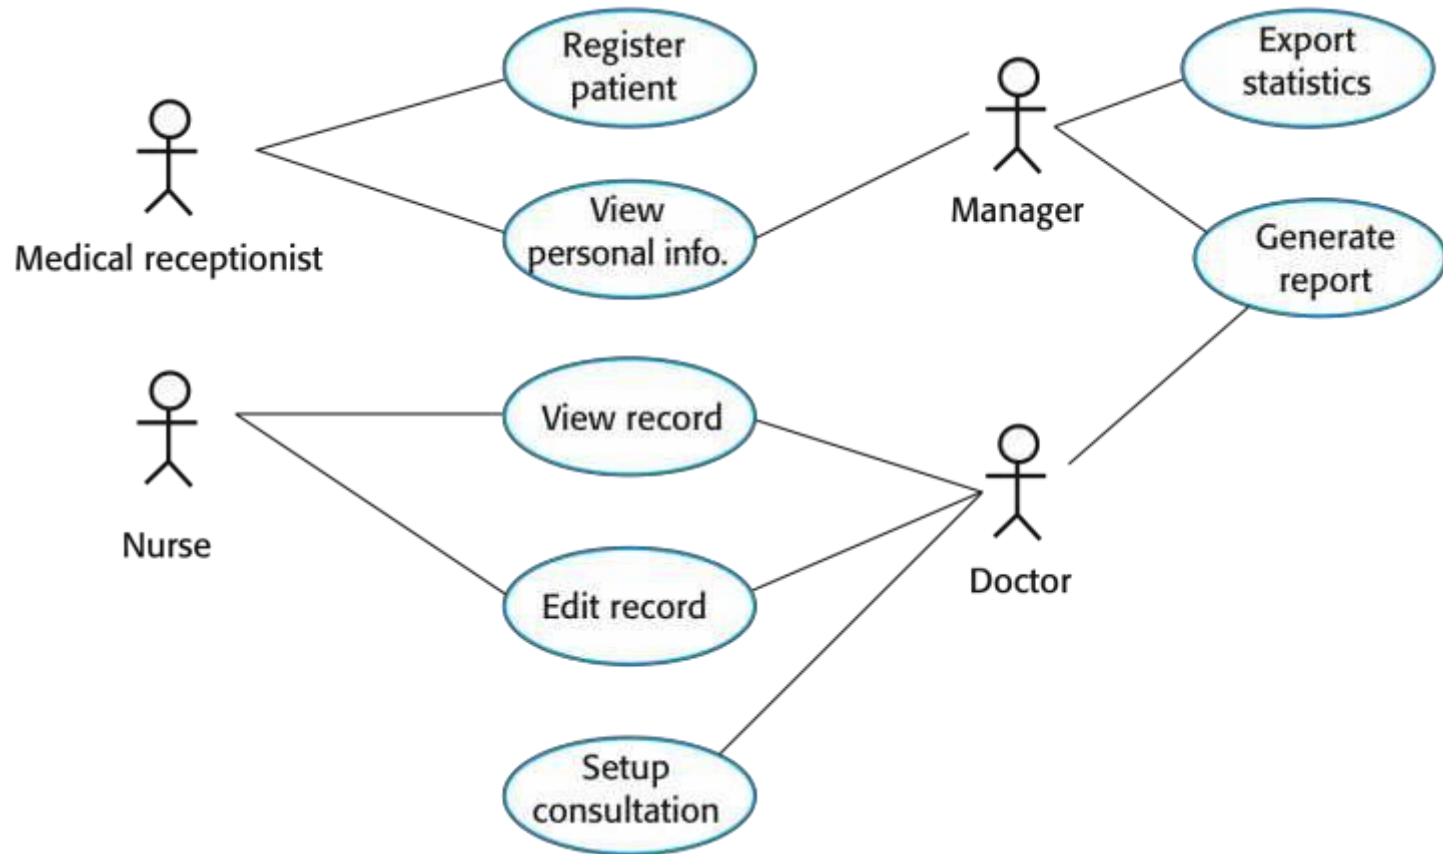 Register
patient
Export
statistics
Medical receptionist
View
personal info.
Manager
Generate
report
View record
Nurse
Edit record
Doctor
Setup
consultation